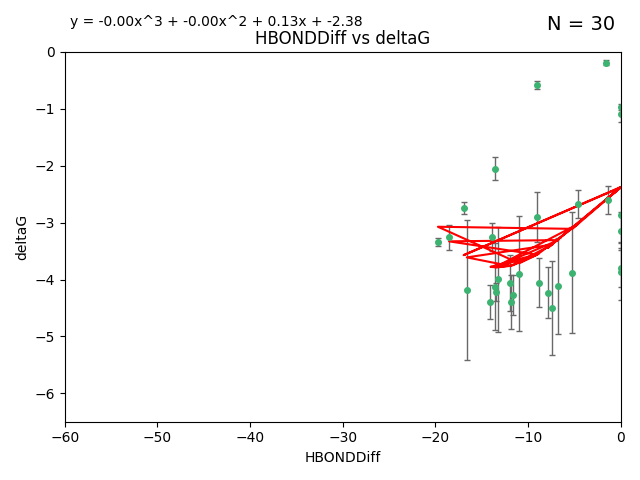 y = -0.00x^3 + -0.00x^2 + 0.13x + -2.38
N = 30
HBONDDiff vs deltaG
0
−1
−2
−3
−4
−5
−6
deltaG
−60 −50 −40 −30 −20 −10 0
HBONDDiff